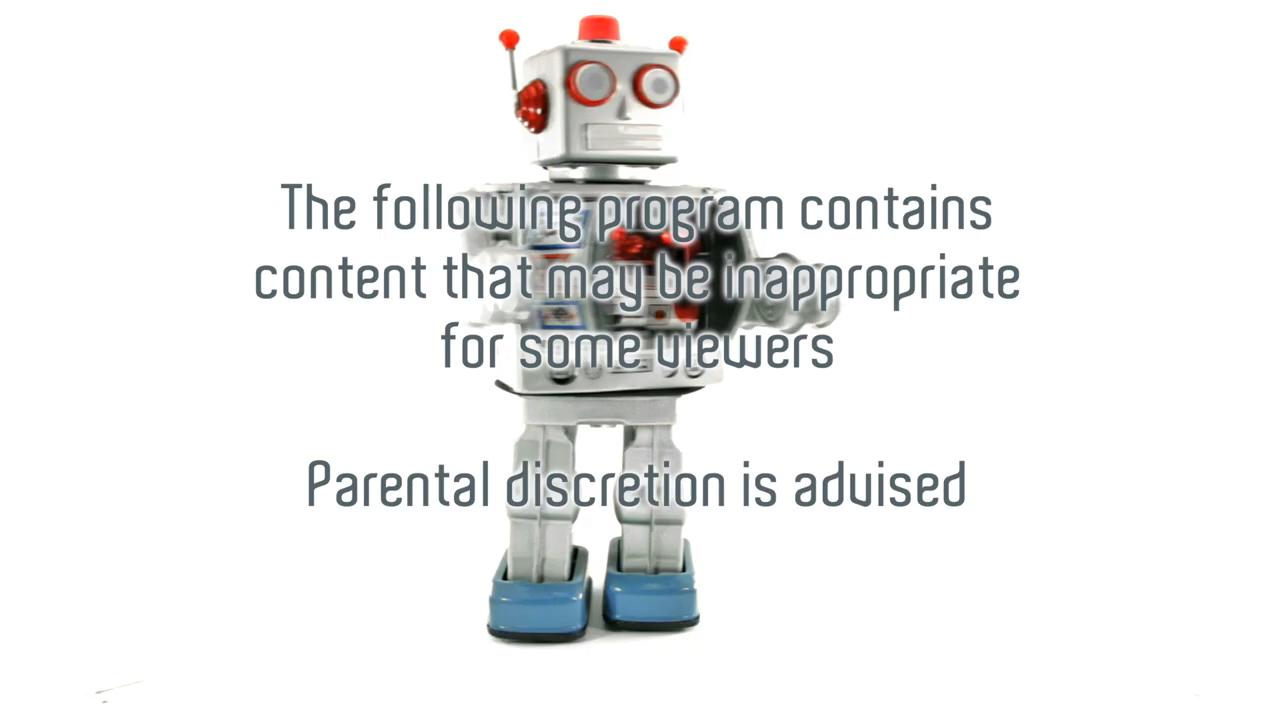 The following program contains
content that may be inappropriate
for some viewers
Parental discretion is advised